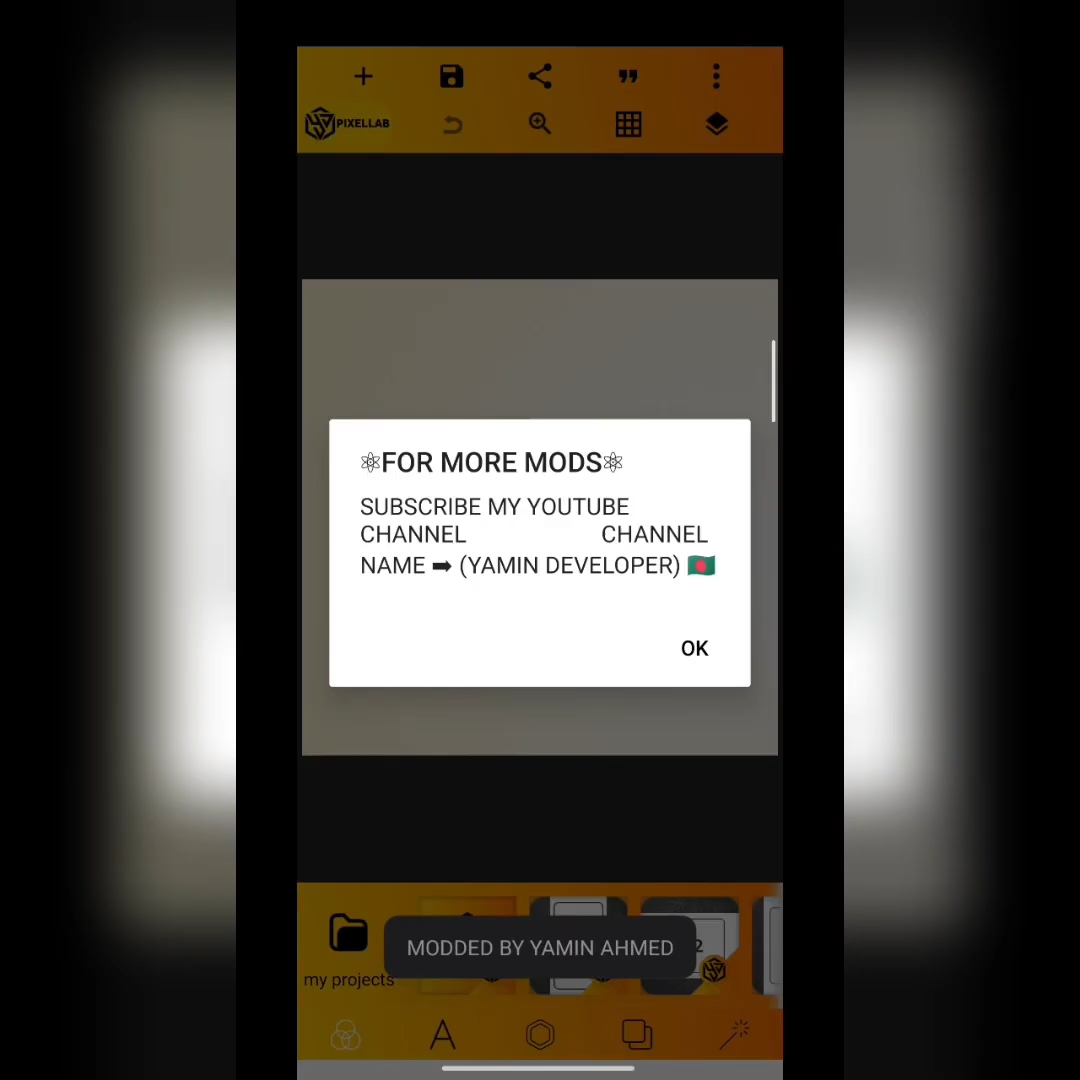 PIXELLAB
⚛FOR MORE MODS⚛
SUBSCRIBE MY YOUTUBE
CHANNEL CHANNEL
NAME ➡ (YAMIN DEVELOPER) 🇧🇩
OK
MODDED BY YAMIN AHMED
2
my projects